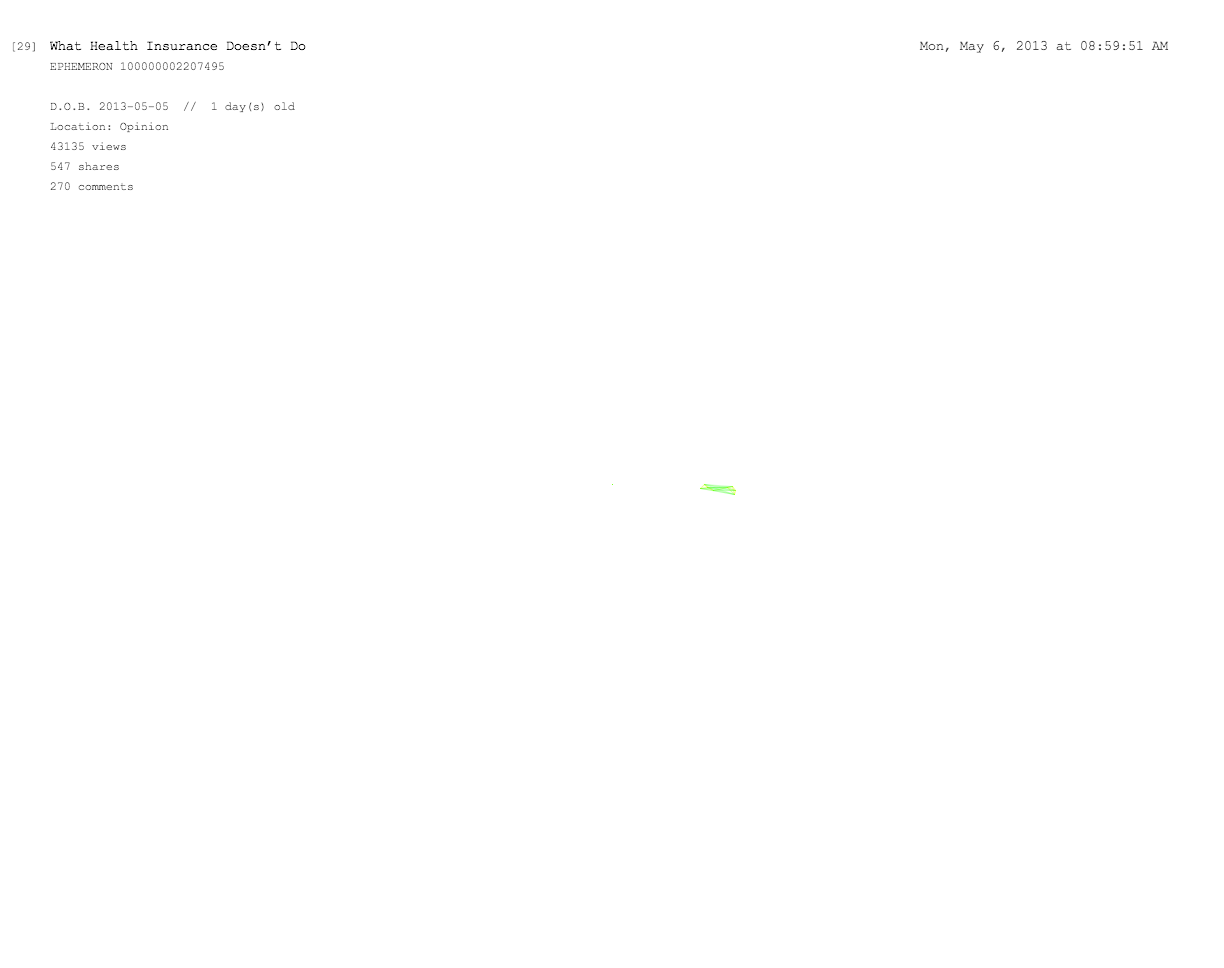 [29] What Health Insurance Doesn’t Do Mon, May 6, 2013 at 08:59:51 AM
EPHEMERON 100000002207495
D.O.B. 2013-05-05 // 1 day(s) old
Location: Opinion
43135 views
547 shares
270 comments